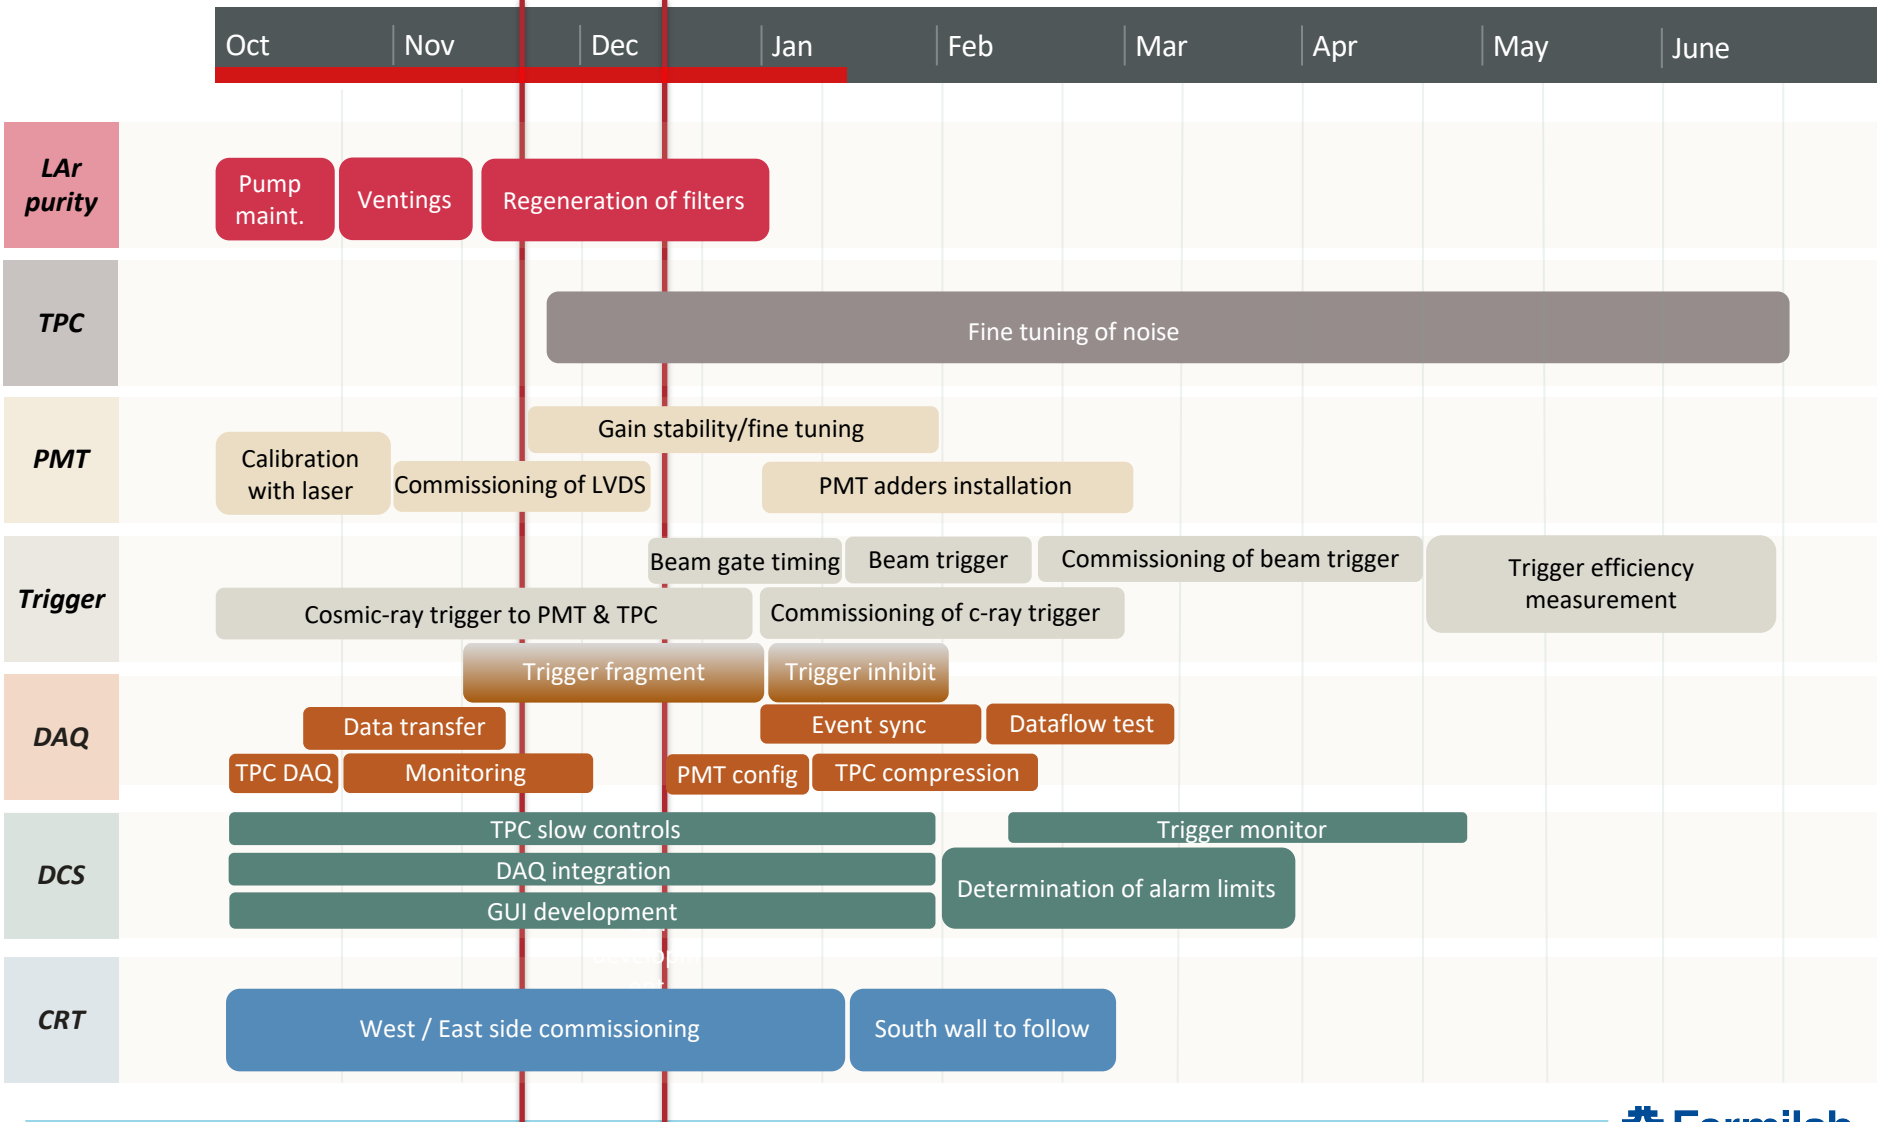 Oct Nov Dec Jan Feb Mar Apr May June
LAr
purity
Pump
maint.
Ventings
Regeneration of filters
TPC
Fine tuning of noise
PMT
Calibration
with laser
Gain stability/fine tuning
Commissioning of LVDS
PMT adders installation
Trigger
Beam gate timing
Beam trigger
Commissioning of beam trigger
Trigger efficiency
measurement
Cosmic-ray trigger to PMT & TPC
Commissioning of c-ray trigger
Trigger fragment
Trigger inhibit
DAQ
Data transfer
Event sync
Dataflow test
TPC DAQ
Monitoring
PMT config
TPC compression
DCS
TPC slow controls
Trigger monitor
DAQ integration
Determination of alarm limits
GUI development
CRT
West / East side commissioning
South wall to follow
Fermilab